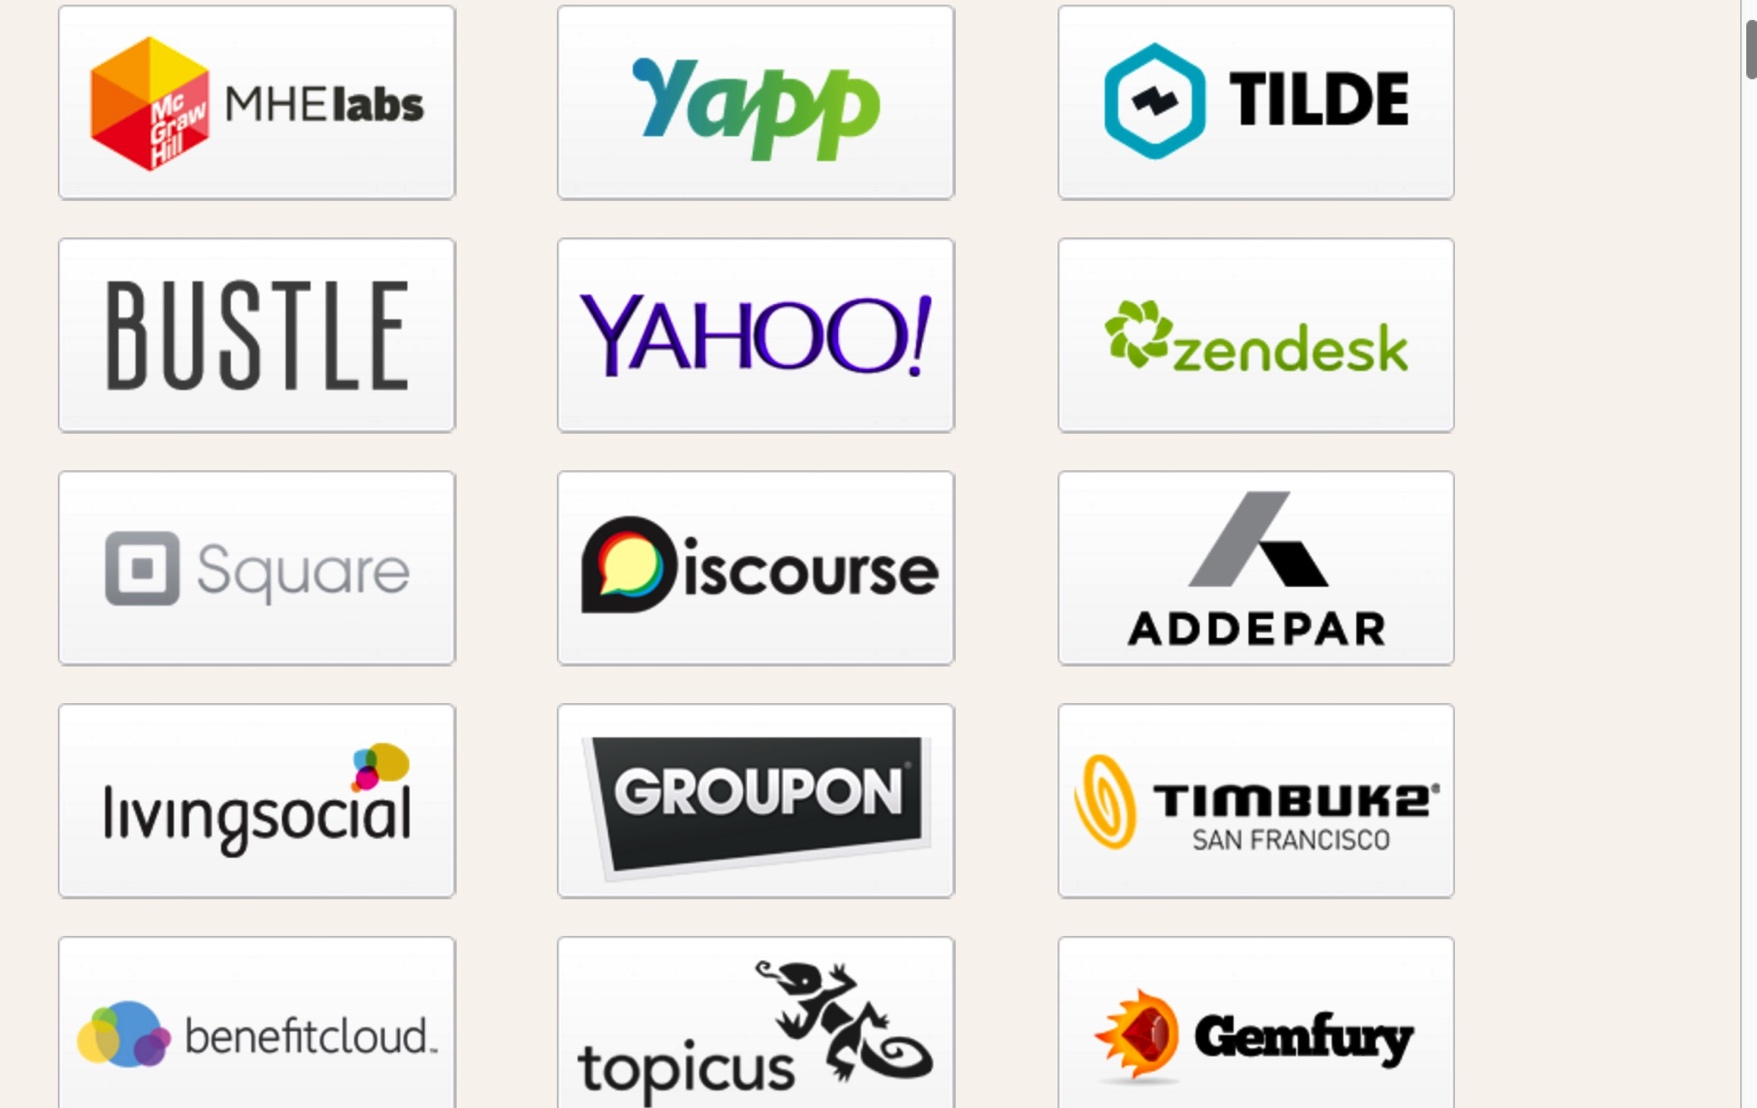 Mc
Graw
Hill
MHElabs
Yapp
TILDE
BUSTLE
YAHOO!
zendesk
Square
Discourse
ADDEPAR
livingsocial
GROUPON®
TIMBUK2®
SAN FRANCISCO
benefitcloud™
topicus
Gemfury